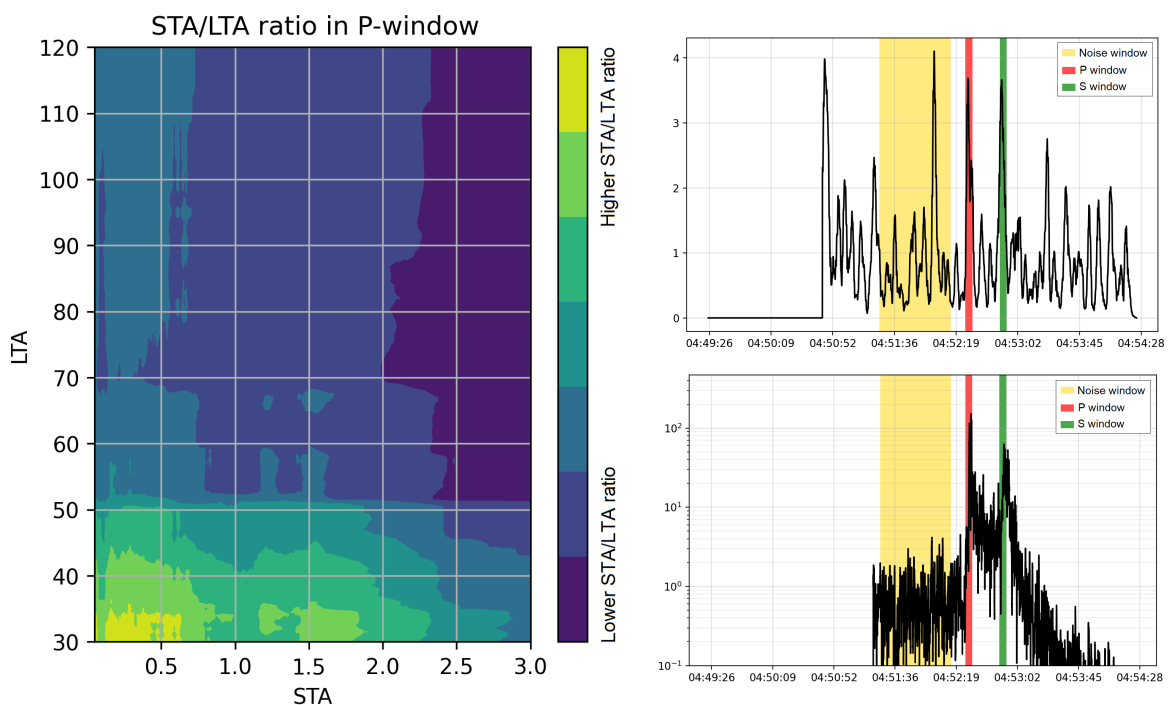 STA/LTA ratio in P-window
120
110
100
90
80
70
60
50
40
30
LTA
0.5 1.0 1.5 2.0 2.5 3.0
STA
Higher STA/LTA ratio
Lower STA/LTA ratio
4
3
2
1
0
Noise window
P window
S window
04:49:26 04:50:09 04:50:52 04:51:36 04:52:19 04:53:02 04:53:45 04:54:28
10²
10¹
10⁰
10⁻¹
Noise window
P window
S window
04:49:26 04:50:09 04:50:52 04:51:36 04:52:19 04:53:02 04:53:45 04:54:28